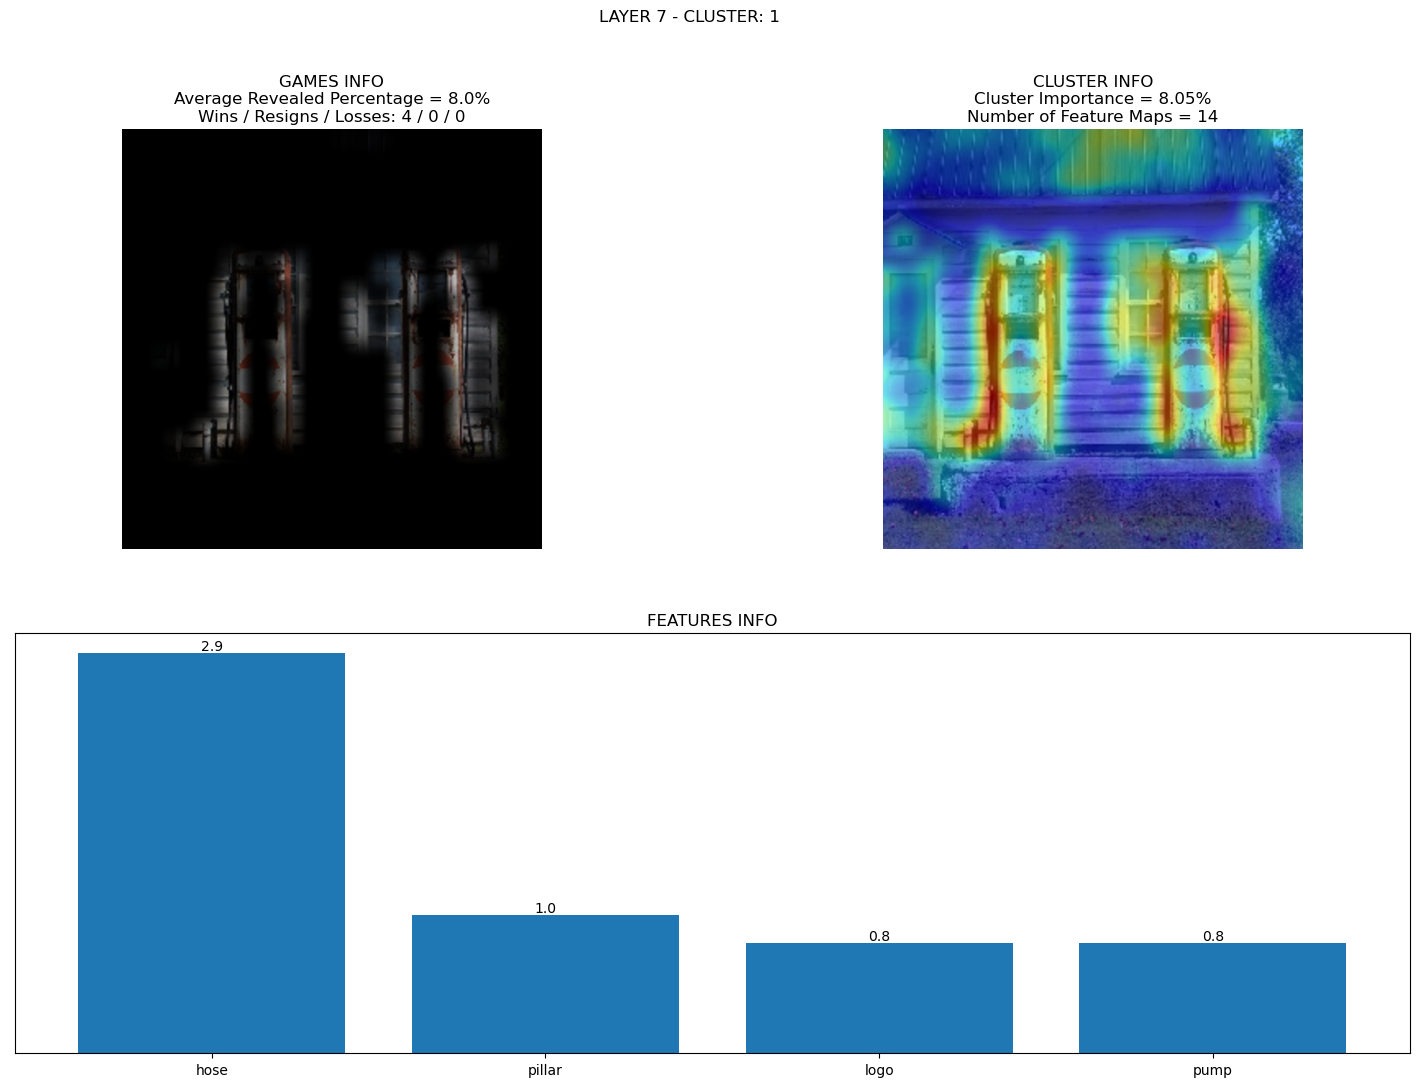 LAYER 7 - CLUSTER: 1
GAMES INFO
Average Revealed Percentage = 8.0%
Wins / Resigns / Losses: 4 / 0 / 0
CLUSTER INFO
Cluster Importance = 8.05%
Number of Feature Maps = 14
FEATURES INFO
2.9
1.0
0.8
0.8
hose
pillar
logo
pump